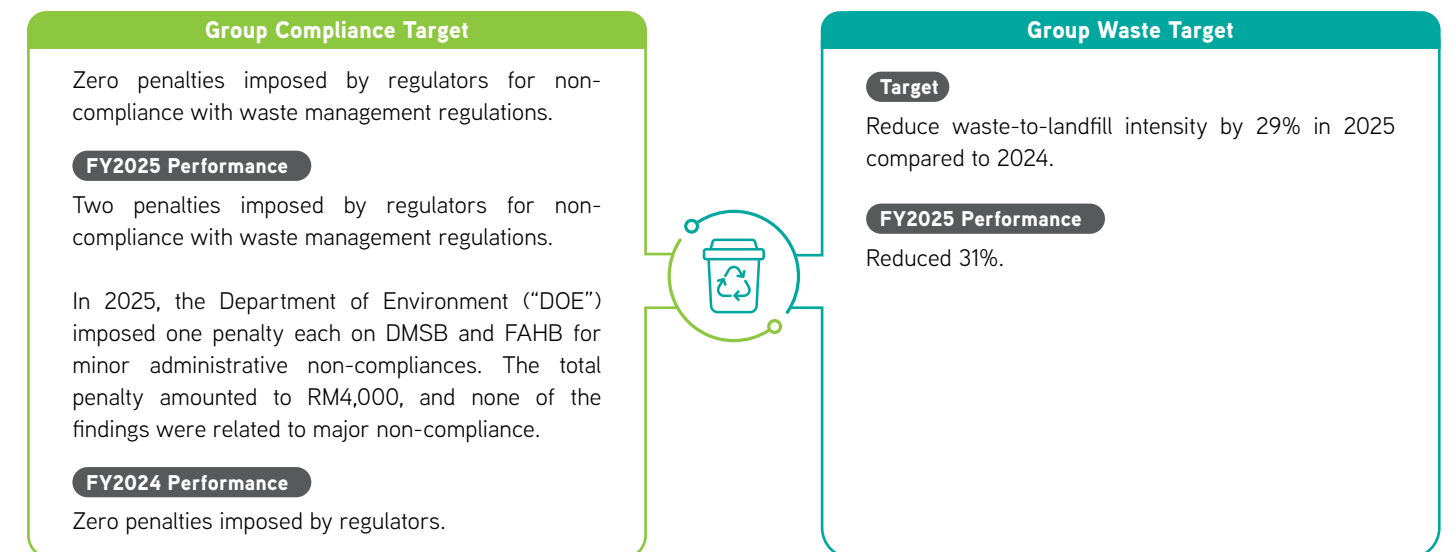 Group Compliance Target
Zero penalties imposed by regulators for non-
compliance with waste management regulations.
FY2025 Performance
Two penalties imposed by regulators for non-
compliance with waste management regulations.
In 2025, the Department of Environment (“DOE”)
imposed one penalty each on DMSB and FAHB for
minor administrative non-compliances. The total
penalty amounted to RM4,000, and none of the
findings were related to major non-compliance.
FY2024 Performance
Zero penalties imposed by regulators.
Group Waste Target
Target
Reduce waste-to-landfill intensity by 29% in 2025
compared to 2024.
FY2025 Performance
Reduced 31%.